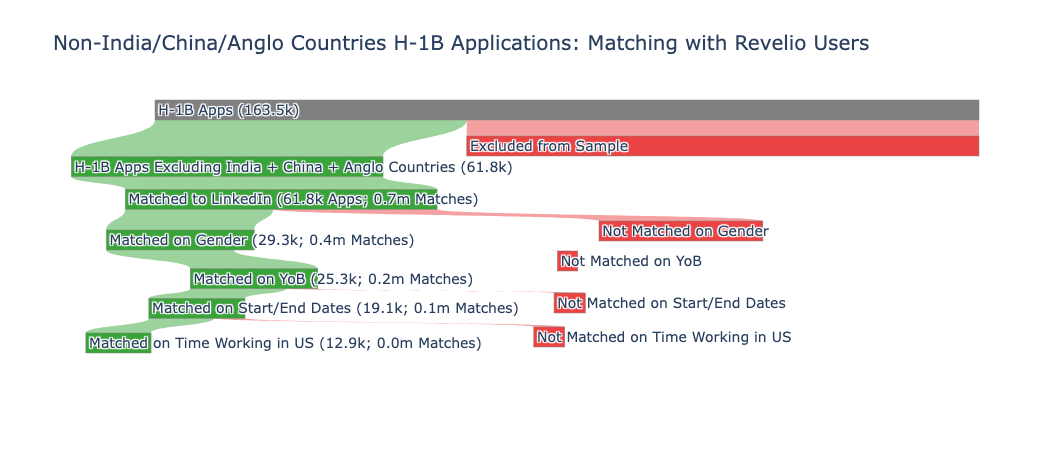 Non-India/China/Anglo Countries H-1B Applications: Matching with Revelio Users
H-1B Apps (163.5k)
Excluded from Sample
H-1B Apps Excluding India + China + Anglo Countries (61.8k)
Matched to LinkedIn (61.8k Apps; 0.7m Matches)
Not Matched on Gender
Matched on Gender (29.3k; 0.4m Matches)
Not Matched on YoB
Matched on YoB (25.3k; 0.2m Matches)
Not Matched on Start/End Dates
Matched on Start/End Dates (19.1k; 0.1m Matches)
Not Matched on Time Working in US
Matched on Time Working in US (12.9k; 0.0m Matches)